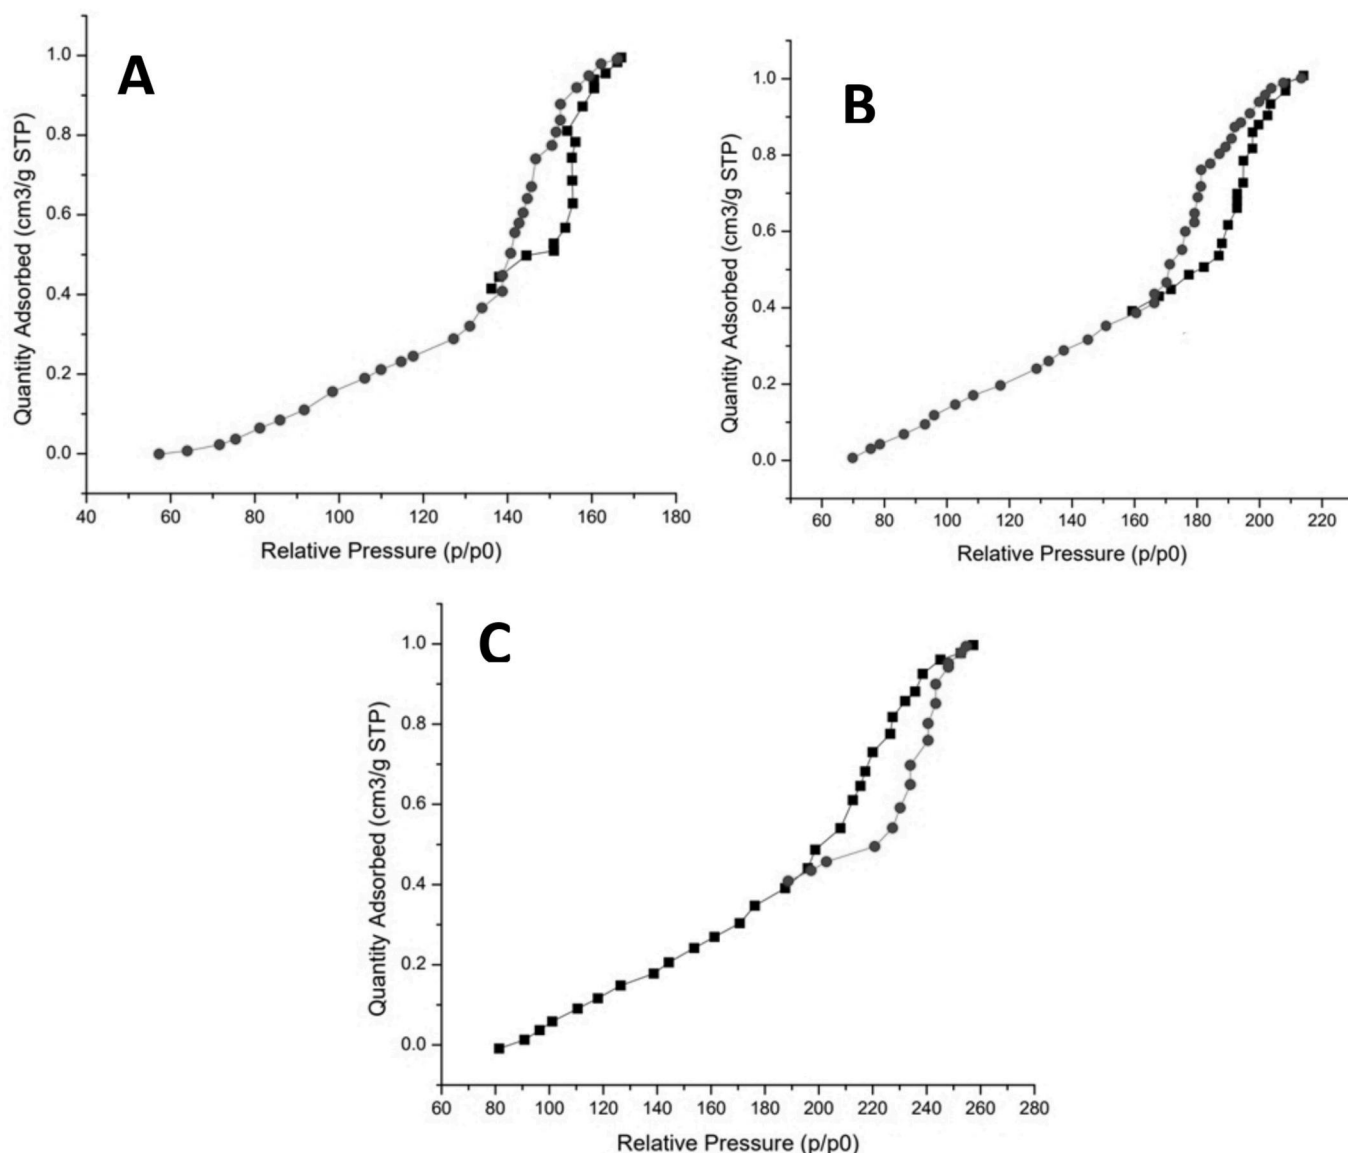 A
Quantity Adsorbed (cm3/g STP)
1.0
0.8
0.6
0.4
0.2
0.0
40 60 80 100 120 140 160 180
Relative Pressure (p/p0)
B
Quantity Adsorbed (cm3/g STP)
1.0
0.8
0.6
0.4
0.2
0.0
60 80 100 120 140 160 180 200 220
Relative Pressure (p/p0)
C
Quantity Adsorbed (cm3/g STP)
1.0
0.8
0.6
0.4
0.2
0.0
60 80 100 120 140 160 180 200 220 240 260 280
Relative Pressure (p/p0)